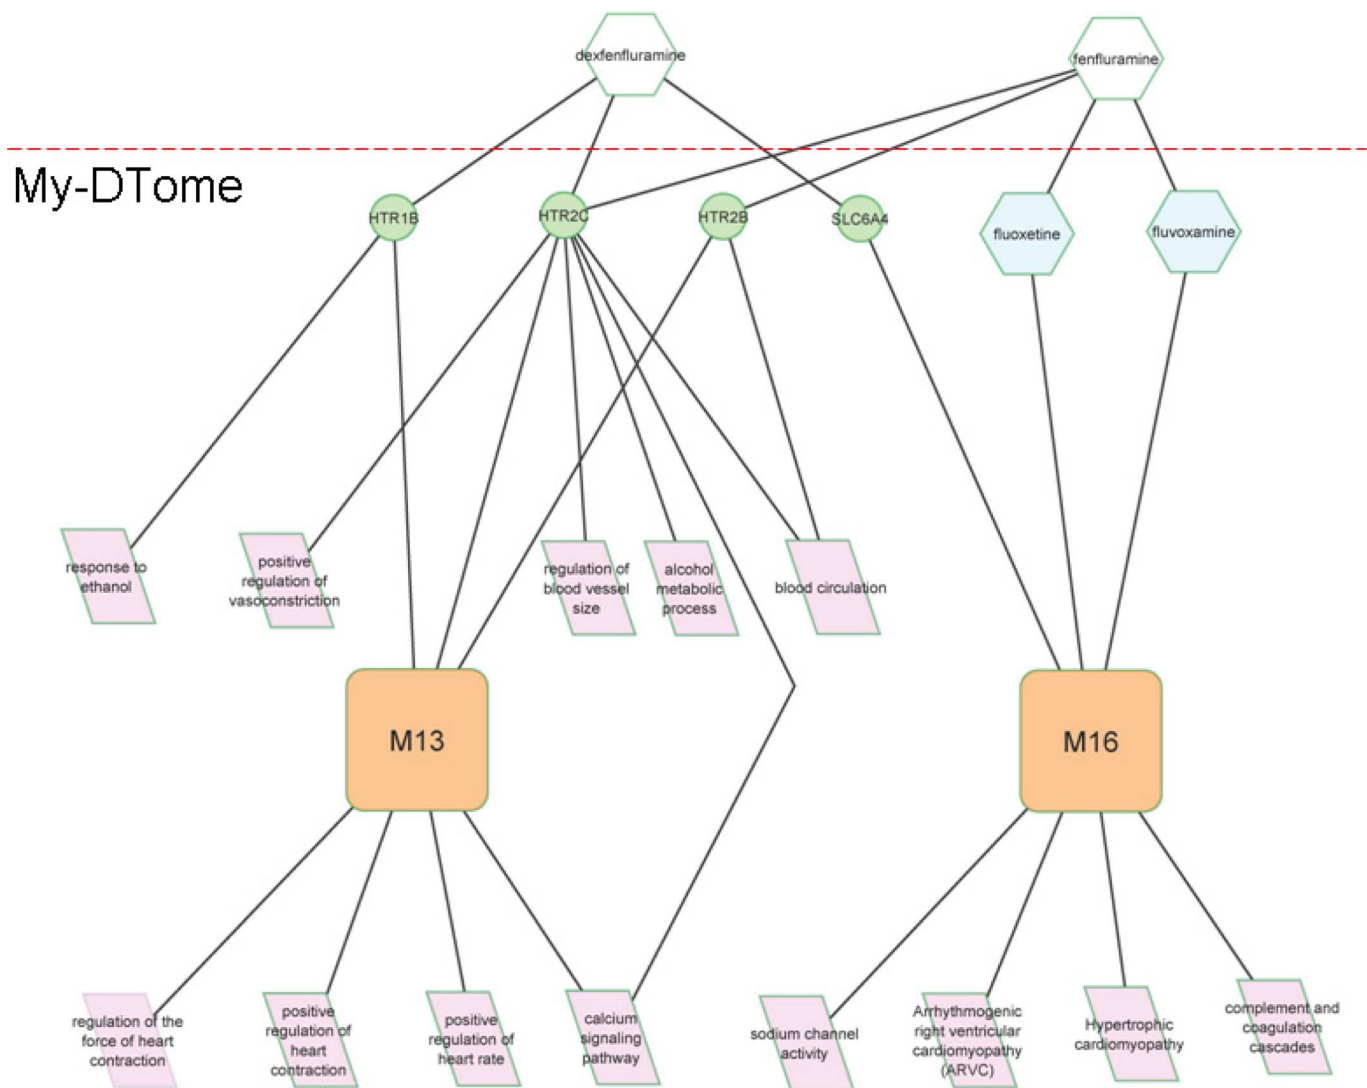 dexfenfluramine
fenfluramine
My-DTome
HTR1B
HTR2C
HTR2B
SLC6A4
fluoxetine
fluvoxamine
response to
ethanol
positive
regulation of
vasoconstriction
regulation of
blood vessel
size
alcohol
metabolic
process
blood circulation
M13
M16
regulation of the
force of heart
contraction
positive
regulation of
heart
contraction
positive
regulation of
heart rate
calcium
signaling
pathway
sodium channel
activity
Arrhythmogenic
right ventricular
cardiomyopathy
(ARVC)
Hypertrophic
cardiomyopathy
complement and
coagulation
cascades